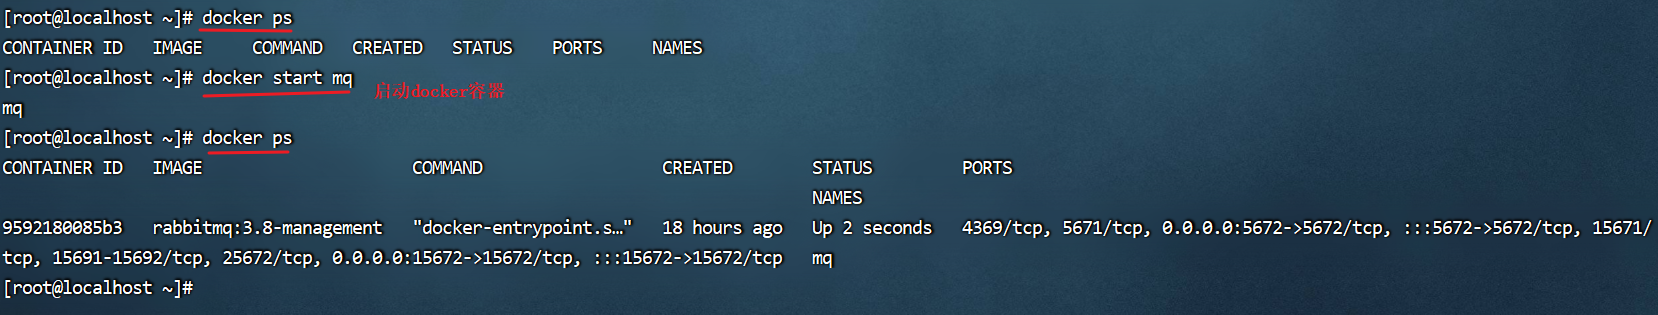 [root@localhost ~]# docker ps
CONTAINER ID   IMAGE     COMMAND   CREATED   STATUS    PORTS     NAMES
[root@localhost ~]# docker start mq
启动docker容器
mq
[root@localhost ~]# docker ps
CONTAINER ID   IMAGE                     COMMAND                  CREATED        STATUS         PORTS
NAMES
9592180085b3   rabbitmq:3.8-management   "docker-entrypoint.s…"   18 hours ago   Up 2 seconds   4369/tcp, 5671/tcp, 0.0.0.0:5672->5672/tcp, :::5672->5672/tcp, 15671/
tcp, 15691-15692/tcp, 25672/tcp, 0.0.0.0:15672->15672/tcp, :::15672->15672/tcp   mq
[root@localhost ~]#